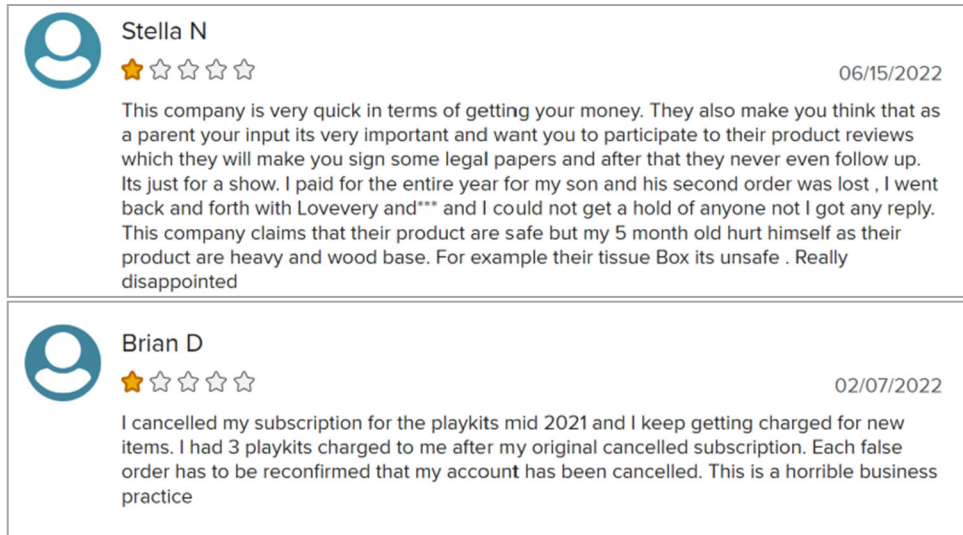 Stella N
06/15/2022
This company is very quick in terms of getting your money. They also make you think that as
a parent your input its very important and want you to participate to their product reviews
which they will make you sign some legal papers and after that they never even follow up.
Its just for a show. I paid for the entire year for my son and his second order was lost , I went
back and forth with Lovevery and*** and I could not get a hold of anyone not I got any reply.
This company claims that their product are safe but my 5 month old hurt himself as their
product are heavy and wood base. For example their tissue Box its unsafe . Really
disappointed
Brian D
02/07/2022
I cancelled my subscription for the playkits mid 2021 and I keep getting charged for new
items. I had 3 playkits charged to me after my original cancelled subscription. Each false
order has to be reconfirmed that my account has been cancelled. This is a horrible business
practice